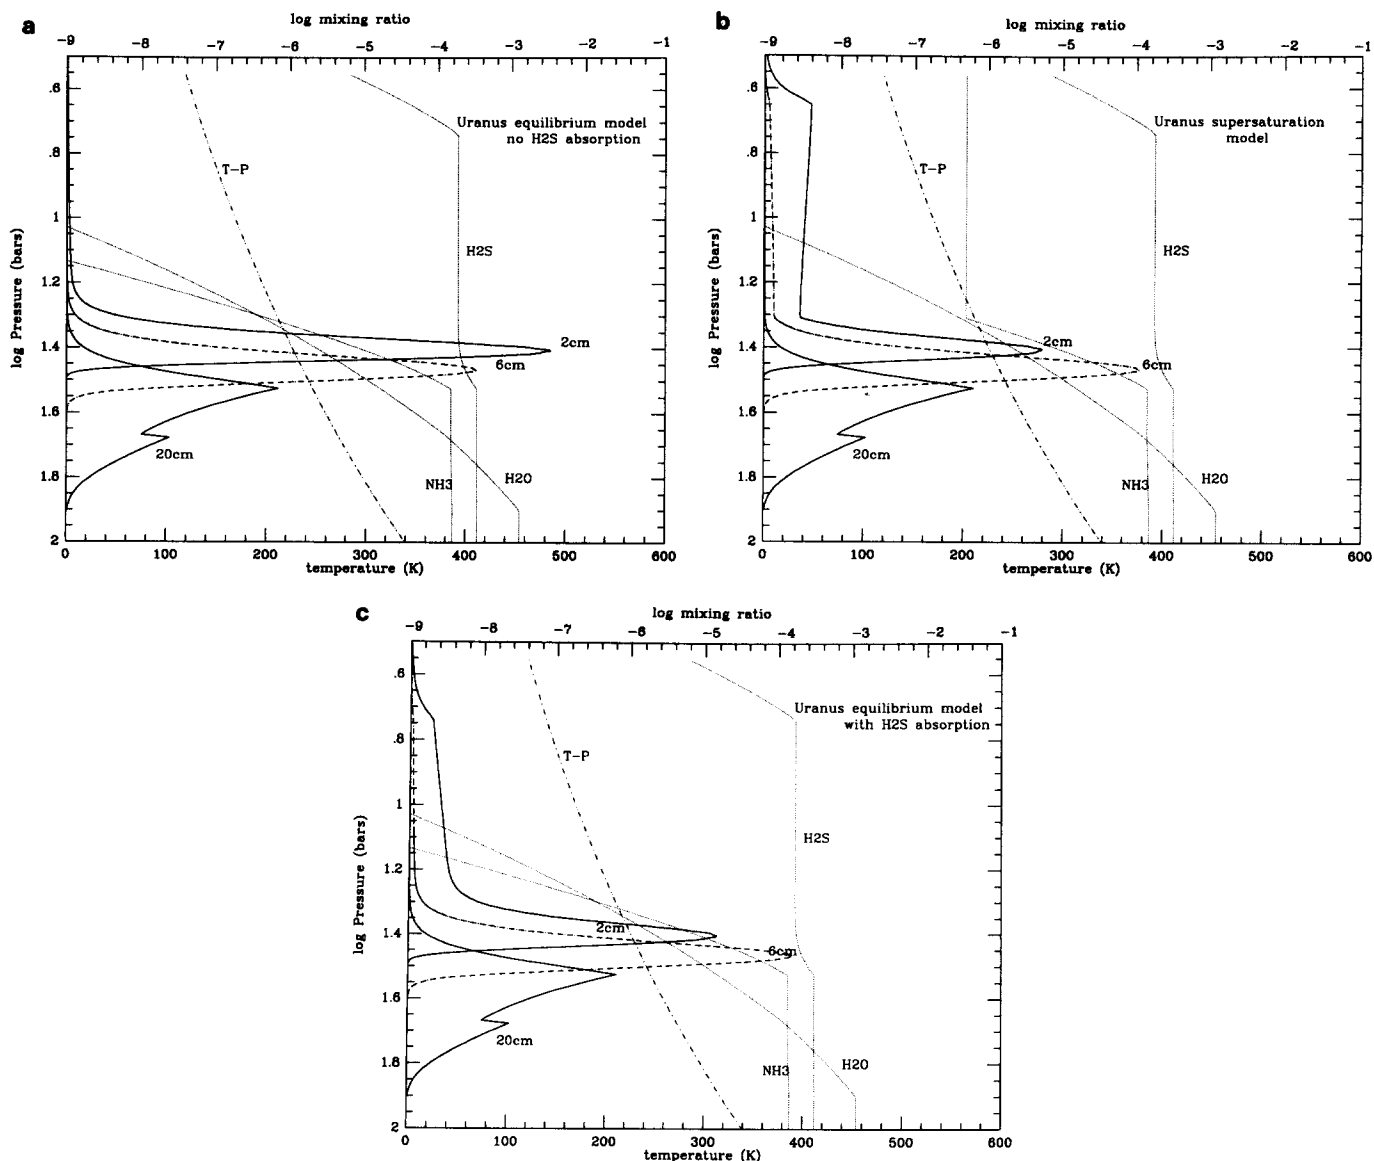 a
log mixing ratio
-9 -8 -7 -6 -5 -4 -3 -2 -1
Uranus equilibrium model
no H2S absorption
T-P
H2S
2cm
6cm
20cm
NH3
H2O
log Pressure (bars)
.6
.8
1
1.2
1.4
1.6
1.8
2
0 100 200 300 400 500 600
temperature (K)
b
log mixing ratio
-9 -8 -7 -6 -5 -4 -3 -2 -1
Uranus supersaturation
model
T-P
H2S
2cm
6cm
20cm
NH3
H2O
log Pressure (bars)
.6
.8
1
1.2
1.4
1.6
1.8
2
0 100 200 300 400 500 600
temperature (K)
c
log mixing ratio
-9 -8 -7 -6 -5 -4 -3 -2 -1
Uranus equilibrium model
with H2S absorption
T-P
H2S
2cm
6cm
20cm
NH3
H2O
log Pressure (bars)
.6
.8
1
1.2
1.4
1.6
1.8
2
0 100 200 300 400 500 600
temperature (K)